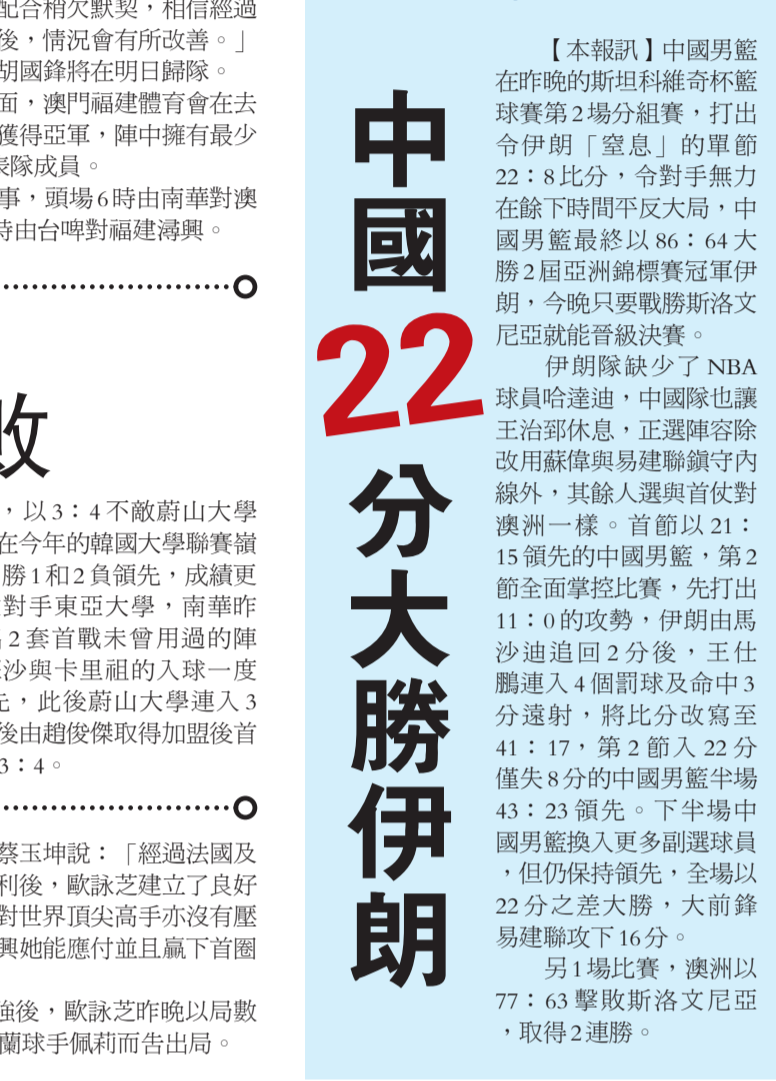 配合稍欠默契，相信經過
後，情況會有所改善。」
胡國鋒將在明日歸隊。
面，澳門福建體育會在去
獲得亞軍，陣中擁有最少
表隊成員。
事，頭場6時由南華對澳
時由台啤對福建潯興。
敗
，以3：4不敵蔚山大學
在今年的韓國大學聯賽嶺
勝1和2負領先，成績更
對手東亞大學，南華昨
2套首戰未曾用過的陣
沙與卡里祖的入球一度
先，此後蔚山大學連入3
後由趙俊傑取得加盟後首
3：4。
蔡玉坤說：「經過法國及
利後，歐詠芝建立了良好
對世界頂尖高手亦沒有壓
興她能應付並且贏下首圈
強後，歐詠芝昨晚以局數
蘭球手佩莉而告出局。
中國22分大勝伊朗
【本報訊】中國男籃
在昨晚的斯坦科維奇杯籃
球賽第2場分組賽，打出
令伊朗「窒息」的單節
22：8比分，令對手無力
在餘下時間平反大局，中
國男籃最終以86：64大
勝2屆亞洲錦標賽冠軍伊
朗，今晚只要戰勝斯洛文
尼亞就能晉級決賽。
伊朗隊缺少了NBA
球員哈達迪，中國隊也讓
王治郅休息，正選陣容除
改用蘇偉與易建聯鎮守內
線外，其餘人選與首仗對
澳洲一樣。首節以21：
15領先的中國男籃，第2
節全面掌控比賽，先打出
11：0的攻勢，伊朗由馬
沙迪追回2分後，王仕
鵬連入4個罰球及命中3
分遠射，將比分改寫至
41：17，第2節入22分
僅失8分的中國男籃半場
43：23領先。下半場中
國男籃換入更多副選球員
，但仍保持領先，全場以
22分之差大勝，大前鋒
易建聯攻下16分。
另1場比賽，澳洲以
77：63擊敗斯洛文尼亞
，取得2連勝。